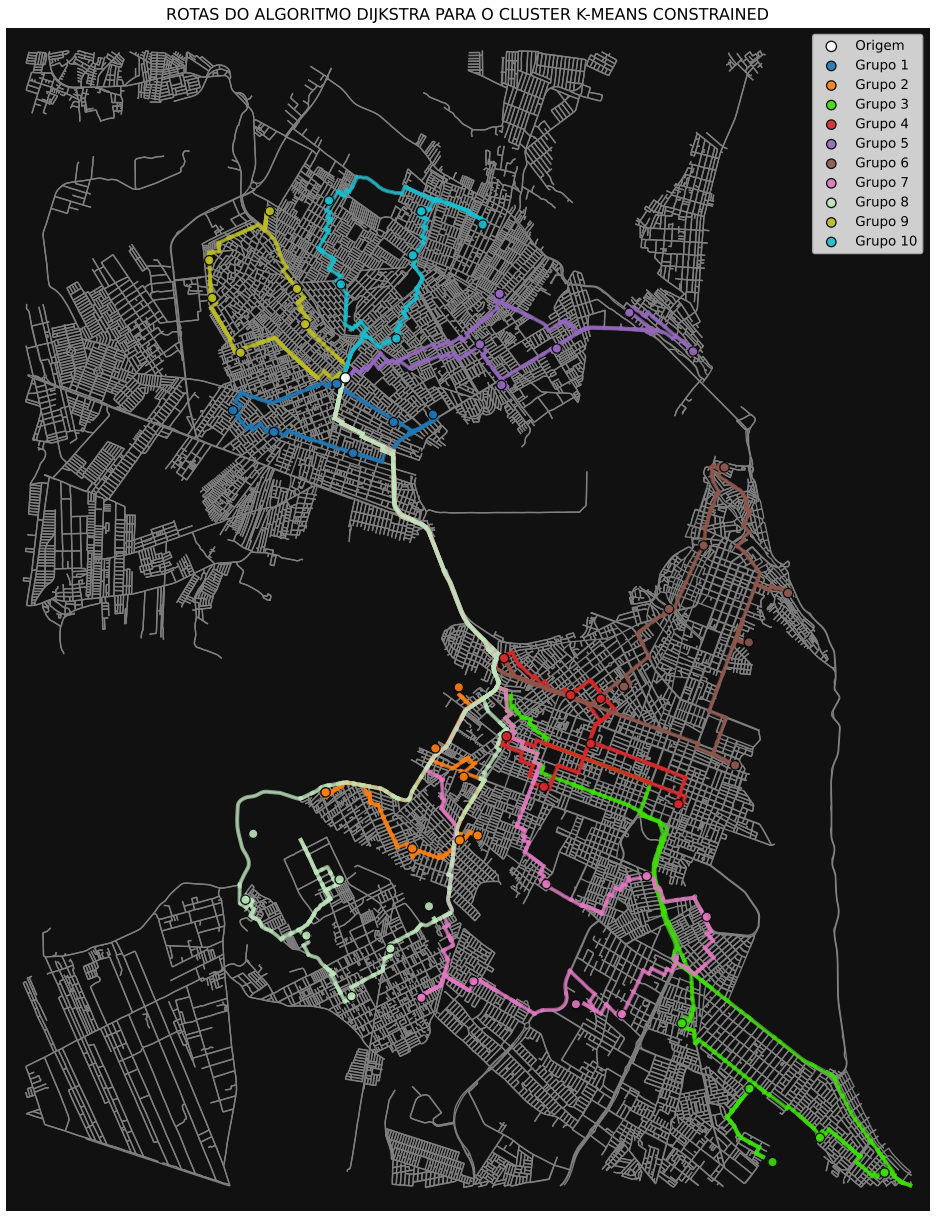 ROTAS DO ALGORITMO DIJKSTRA PARA O CLUSTER K-MEANS CONSTRAINED
Origem
Grupo 1
Grupo 2
Grupo 3
Grupo 4
Grupo 5
Grupo 6
Grupo 7
Grupo 8
Grupo 9
Grupo 10